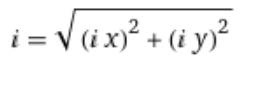 i = √((i x)² + (i y)²)